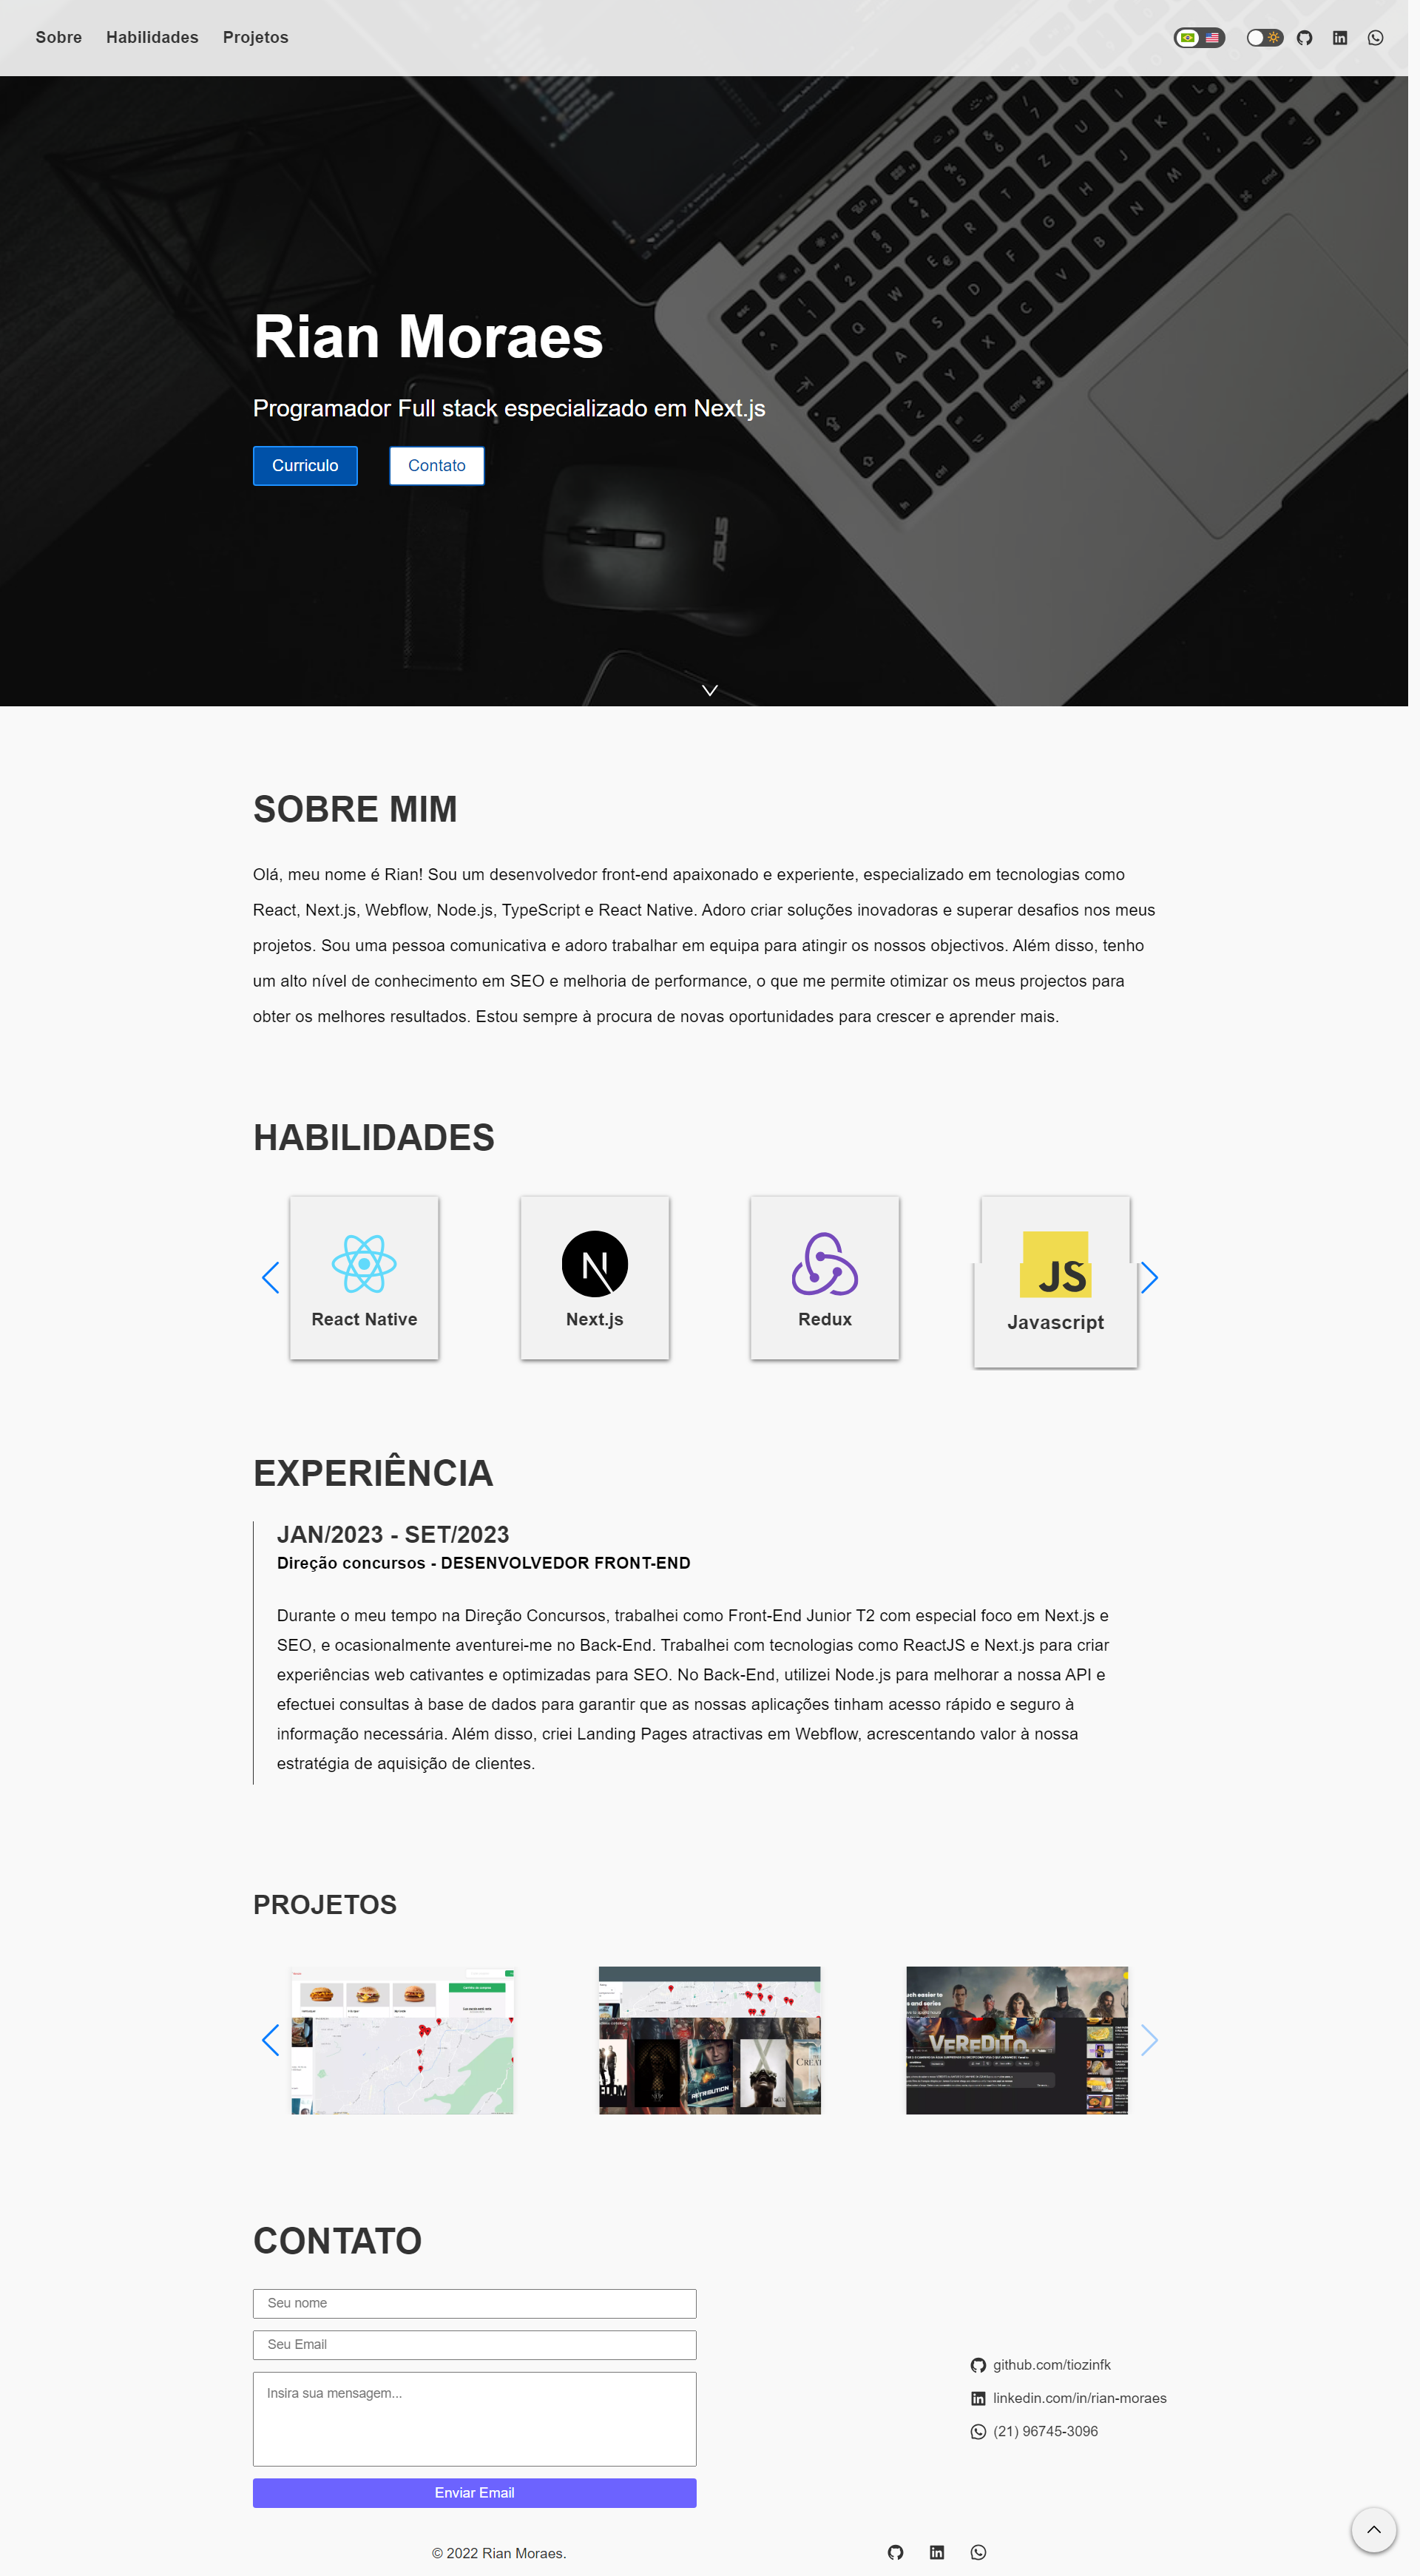 Sobre Habilidades Projetos
Rian Moraes
Programador Full stack especializado em Next.js
Curriculo Contato
ASUS
SOBRE MIM
Olá, meu nome é Rian! Sou um desenvolvedor front-end apaixonado e experiente, especializado em tecnologias como
React, Next.js, Webflow, Node.js, TypeScript e React Native. Adoro criar soluções inovadoras e superar desafios nos meus
projetos. Sou uma pessoa comunicativa e adoro trabalhar em equipa para atingir os nossos objectivos. Além disso, tenho
um alto nível de conhecimento em SEO e melhoria de performance, o que me permite otimizar os meus projectos para
obter os melhores resultados. Estou sempre à procura de novas oportunidades para crescer e aprender mais.
HABILIDADES
N
JS
React Native
Next.js
Redux
Javascript
EXPERIÊNCIA
JAN/2023 - SET/2023
Direção concursos - DESENVOLVEDOR FRONT-END
Durante o meu tempo na Direção Concursos, trabalhei como Front-End Junior T2 com especial foco em Next.js e
SEO, e ocasionalmente aventurei-me no Back-End. Trabalhei com tecnologias como ReactJS e Next.js para criar
experiências web cativantes e optimizadas para SEO. No Back-End, utilizei Node.js para melhorar a nossa API e
efectuei consultas à base de dados para garantir que as nossas aplicações tinham acesso rápido e seguro à
informação necessária. Além disso, criei Landing Pages atractivas em Webflow, acrescentando valor à nossa
estratégia de aquisição de clientes.
PROJETOS
uch easier to
s and series
VEREDITO
RETRIBUTION
CONTATO
Seu nome
Seu Email
Insira sua mensagem...
Enviar Email
github.com/tiozinfk
linkedin.com/in/rian-moraes
(21) 96745-3096
© 2022 Rian Moraes.